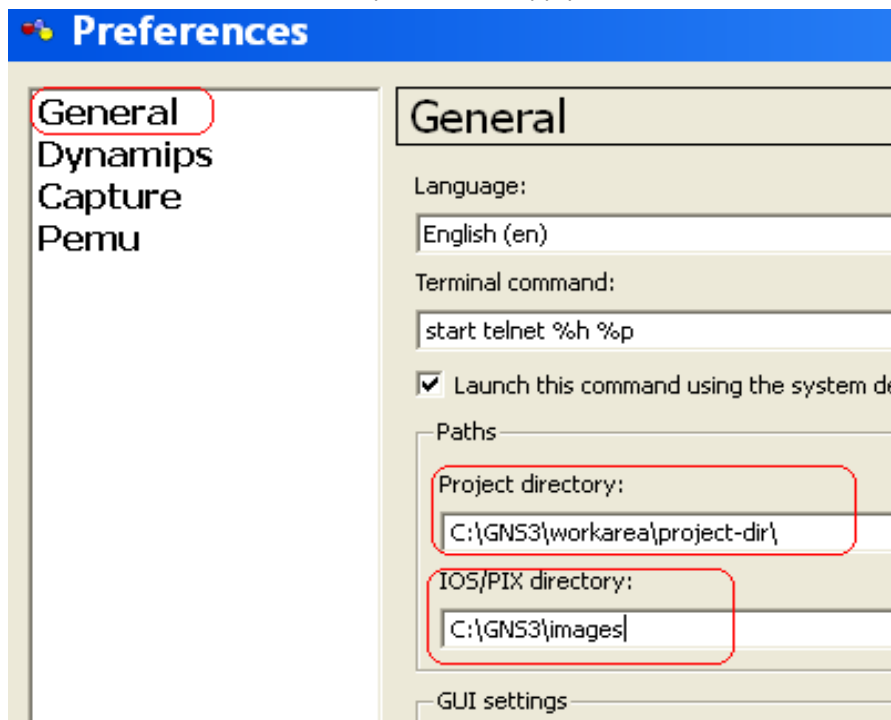 Preferences
General
Dynamips
Capture
Pemu
General
Language:
English (en)
Terminal command:
start telnet %h %p
Launch this command using the system de
Paths
Project directory:
C:\GNS3\workarea\project-dir\
IOS/PIX directory:
C:\GNS3\images
GUI settings